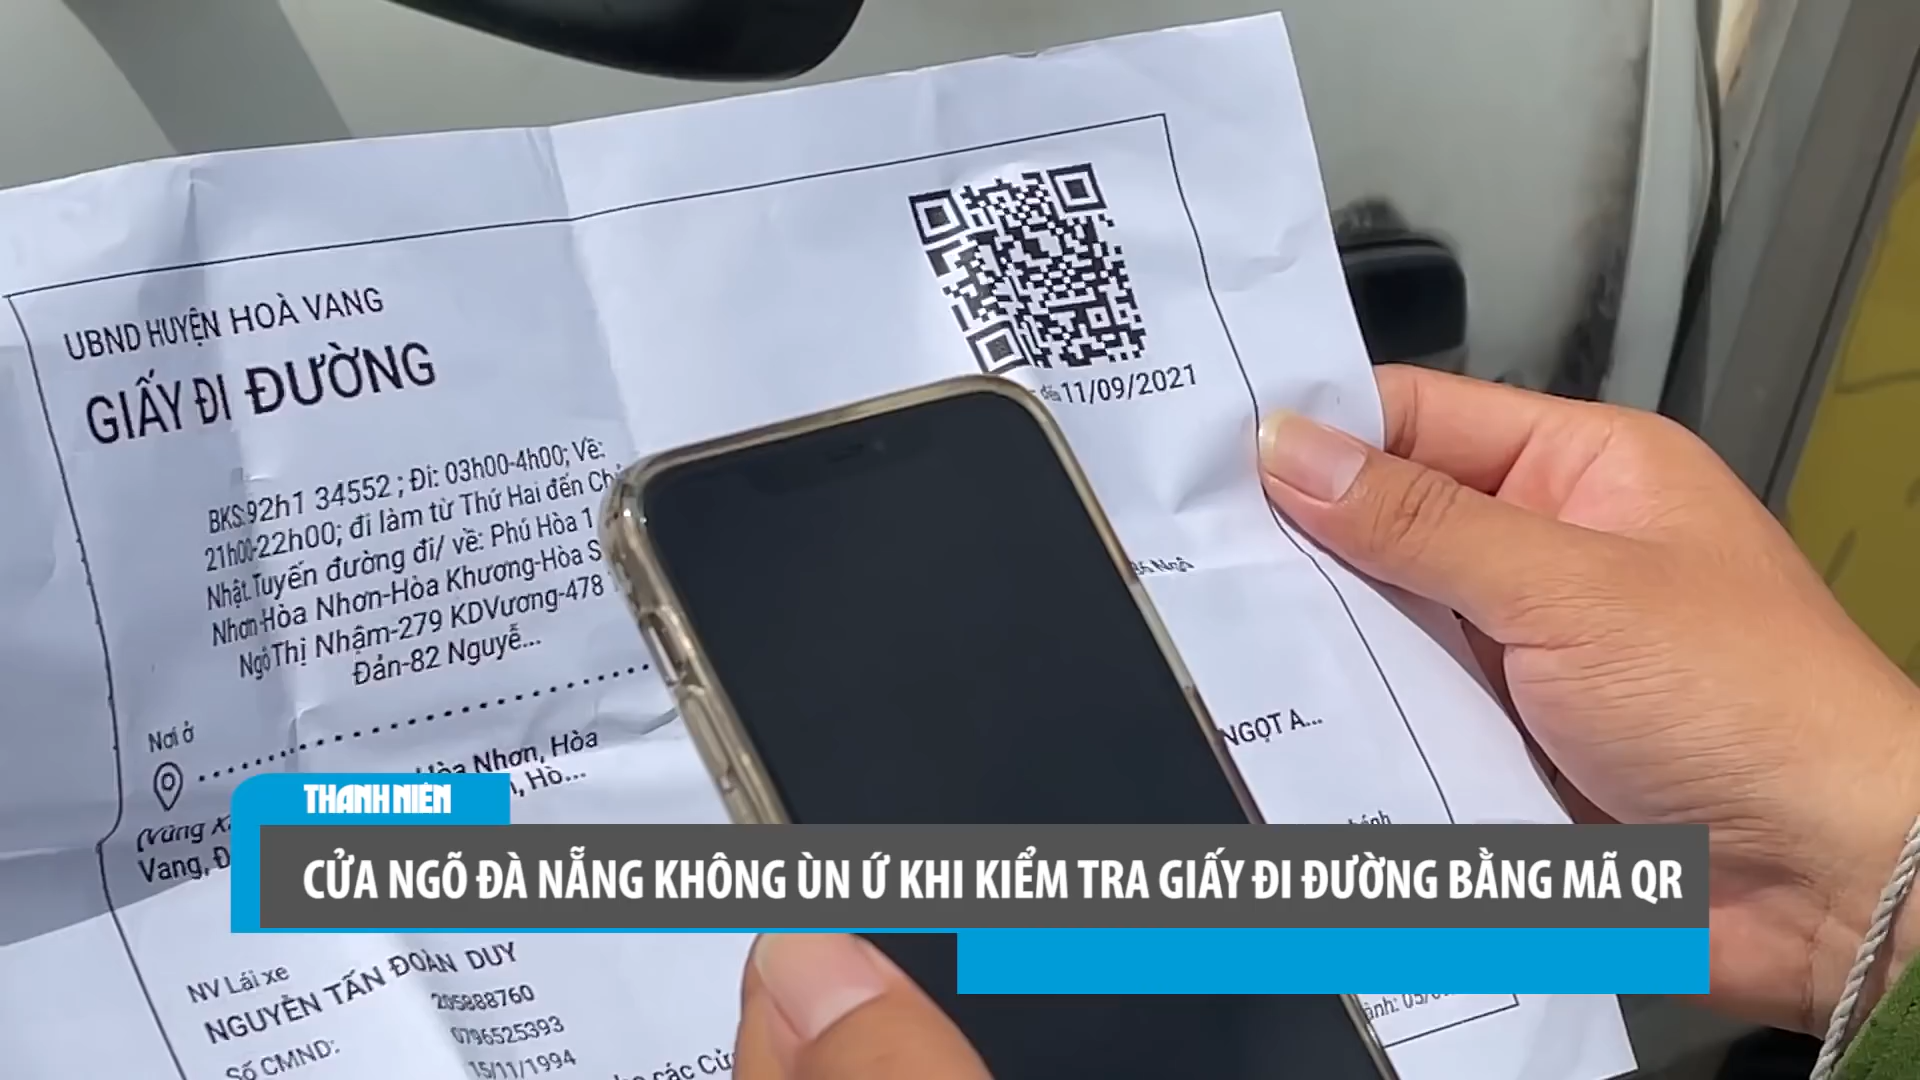 UBND HUYỆN HOÀ VANG
GIẤY ĐI ĐƯỜNG
đến 11/09/2021
BKS:92h1 34552 ; Đi: 03h00-4h00; Về:
21h00-22h00; đi làm từ Thứ Hai đến
Nhật. Tuyến đường đi/ về: Phú Hòa 1
Nhơn-Hòa Nhơn-Hòa Khương-Hòa S
Ngô Thị Nhậm-279 KDVương-478
Đản-82 Nguyễ...
Nơi ở
Nhơn, Hòa
, Hò...
Vang, Đ
NGỌT A...
THANH NIÊN
CỬA NGÕ ĐÀ NẴNG KHÔNG ÙN Ứ KHI KIỂM TRA GIẤY ĐI ĐƯỜNG BẰNG MÃ QR
NV Lái xe
NGUYỄN TẤN ĐOÀN DUY
205888760
Số CMND:
0796525393
15/11/1994
các Cử